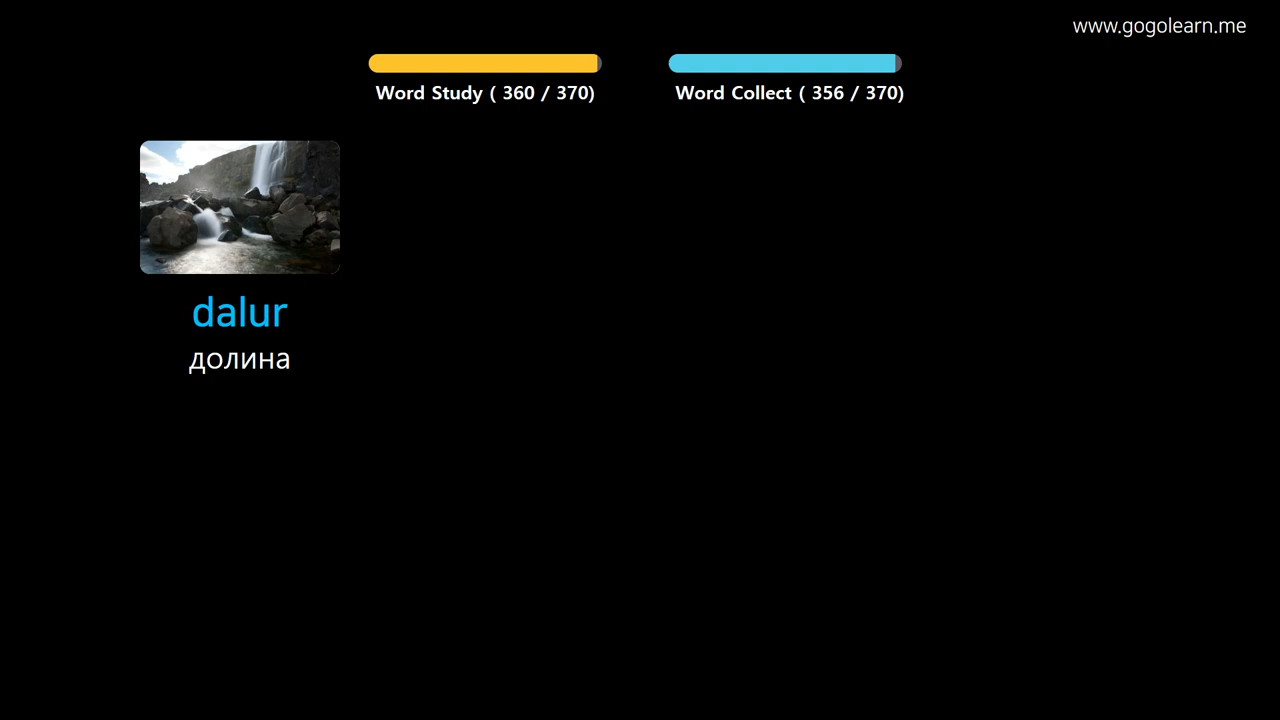 www.gogolearn.me
Word Study ( 360 / 370)
Word Collect ( 356 / 370)
dalur
долина